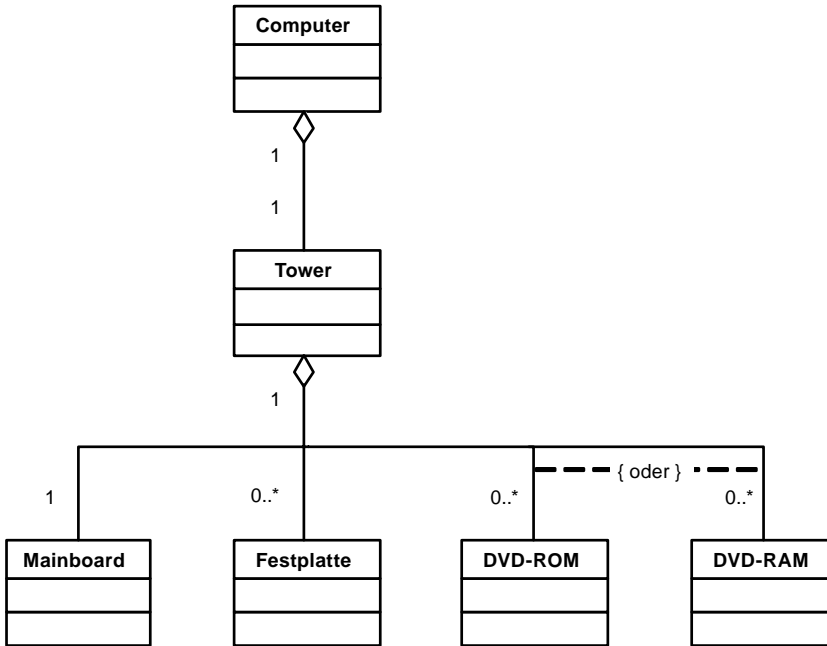 Computer
1
1
Tower
1
{ oder }
1
0..*
0..*
0..*
Mainboard
Festplatte
DVD-ROM
DVD-RAM